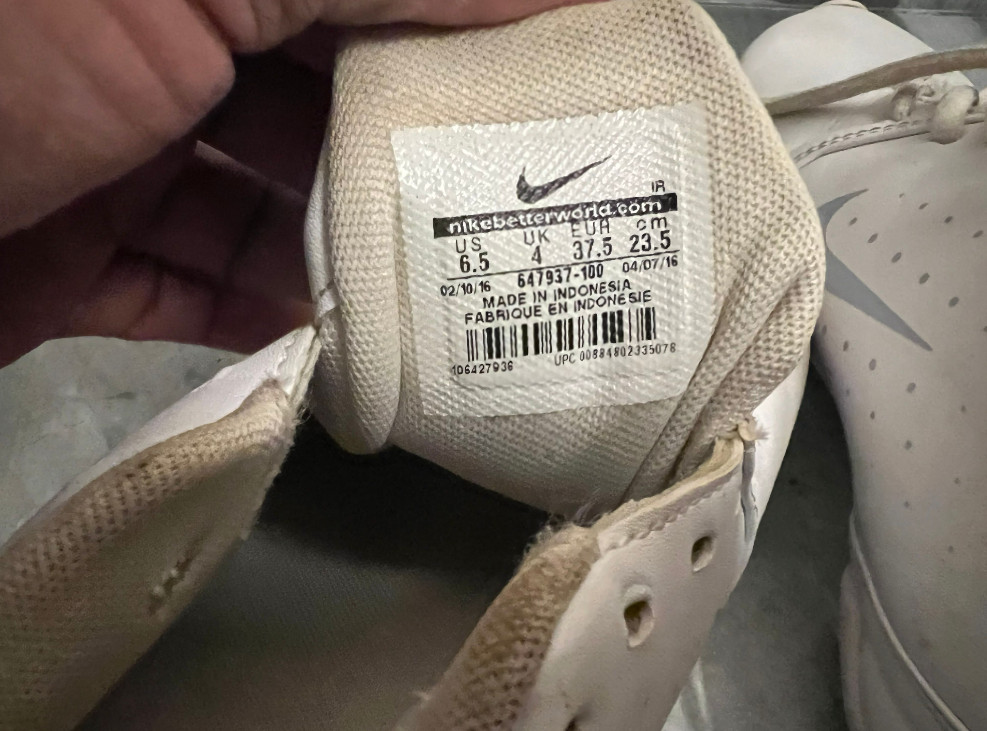 IR
nikebetterworld.com
US UK EUR cm
6.5 4 37.5 23.5
02/10/16 647937-100 04/07/16
MADE IN INDONESIA
FABRIQUE EN INDONÉSIE
106427936 UPC 00884802335078